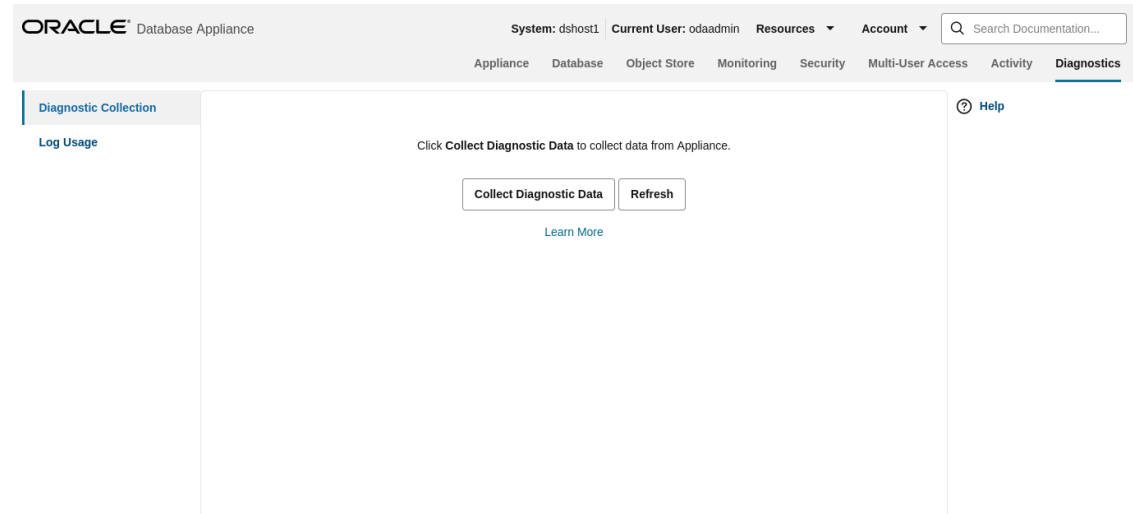 ORACLE® Database Appliance
System: dshost1 Current User: odaadmin Resources Account Search Documentation...
Appliance Database Object Store Monitoring Security Multi-User Access Activity Diagnostics
Diagnostic Collection
Log Usage
Click Collect Diagnostic Data to collect data from Appliance.
Collect Diagnostic Data Refresh
Learn More
Help